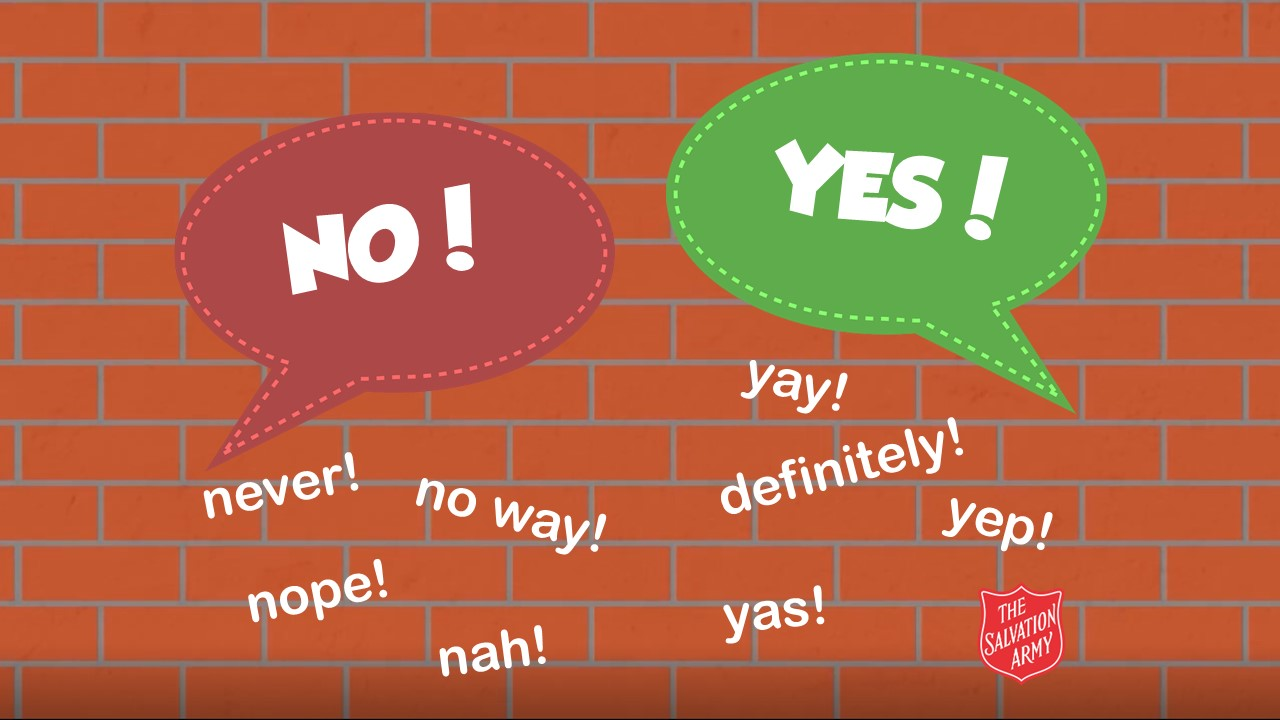 NO!
never!
no way!
nope!
nah!
YES!
yay!
definitely!
yep!
yas!
THE
SALVATION
ARMY